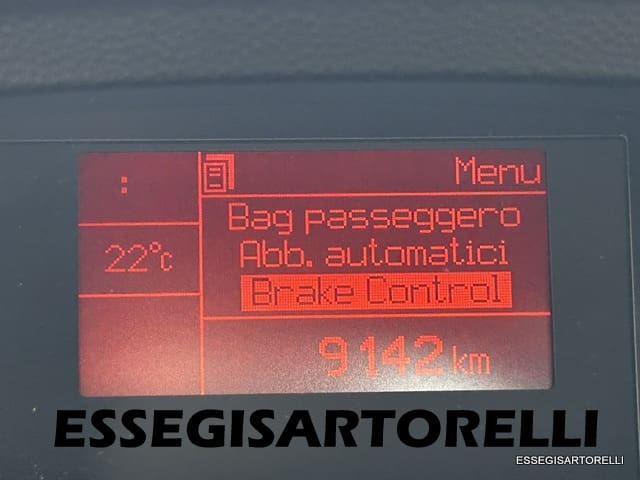 :
Menu
Bag passeggero
22°c
Abb. automatici
Brake Control
9142 km
ESSEGISARTORELLI
ESSEGISARTORELLI